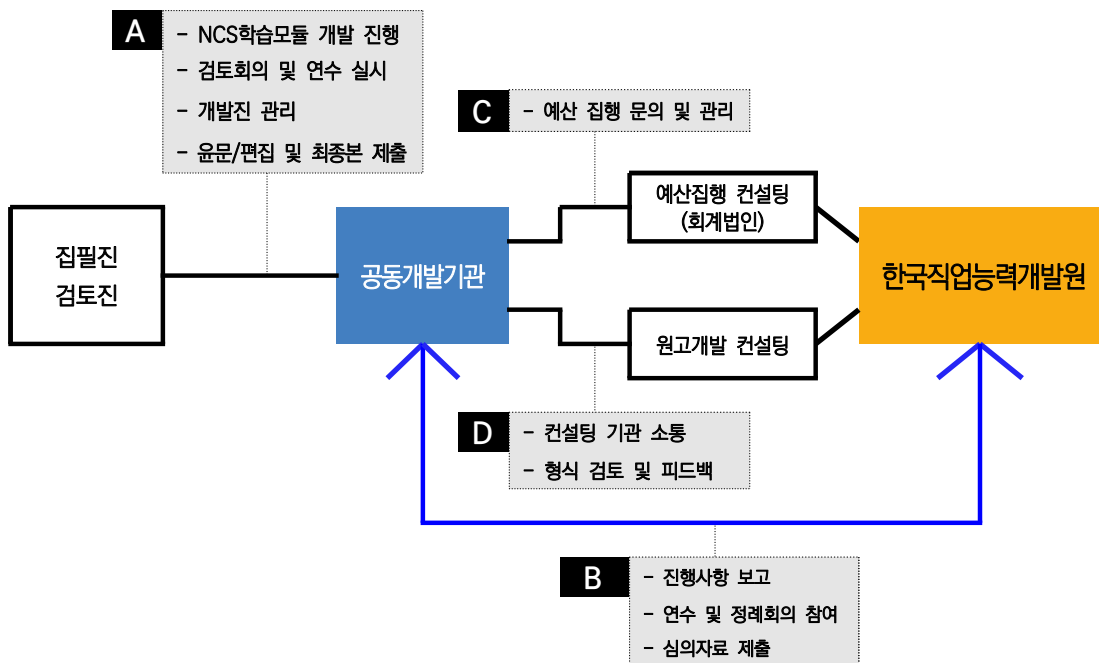 A
- NCS학습모듈 개발 진행
- 검토회의 및 연수 실시
- 개발진 관리
- 윤문/편집 및 최종본 제출
C
- 예산 집행 문의 및 관리
집필진
검토진
공동개발기관
예산집행 컨설팅
(회계법인)
원고개발 컨설팅
한국직업능력개발원
D
- 컨설팅 기관 소통
- 형식 검토 및 피드백
B
- 진행사항 보고
- 연수 및 정례회의 참여
- 심의자료 제출